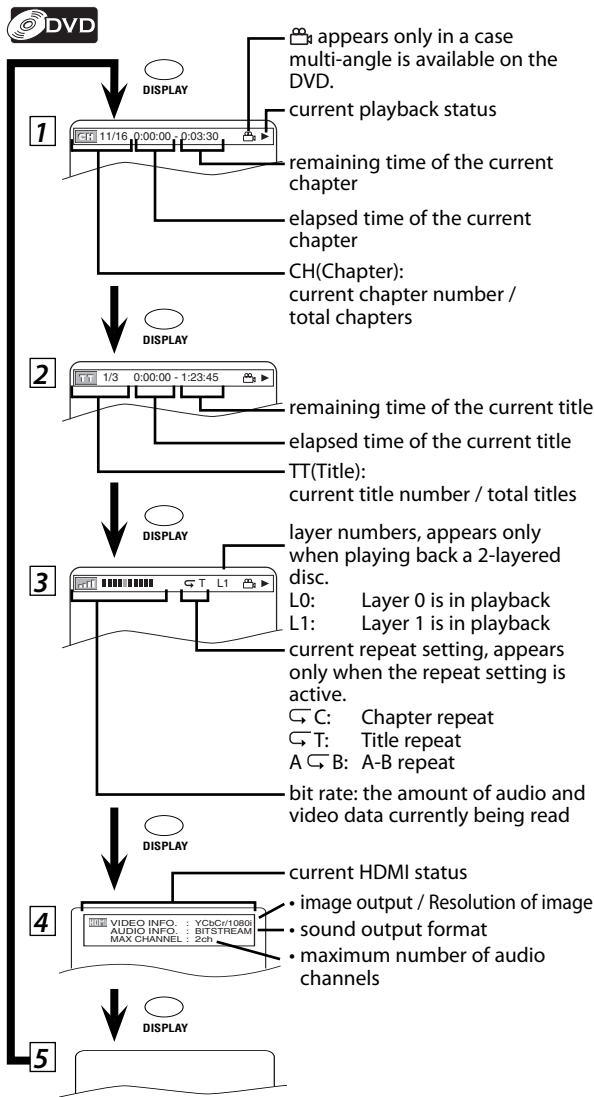 DVD
DISPLAY
appears only in a case
multi-angle is available on the
DVD.
current playback status
1
CH 11/16 0:00:00 - 0:03:30
remaining time of the current
chapter
elapsed time of the current
chapter
CH(Chapter):
current chapter number /
total chapters
DISPLAY
2
TT 1/3 0:00:00 - 1:23:45
remaining time of the current title
elapsed time of the current title
TT(Title):
current title number / total titles
DISPLAY
layer numbers, appears only
when playing back a 2-layered
disc.
L0: Layer 0 is in playback
L1: Layer 1 is in playback
3
T L1
current repeat setting, appears
only when the repeat setting is
active.
C: Chapter repeat
T: Title repeat
A B: A-B repeat
bit rate: the amount of audio and
video data currently being read
DISPLAY
current HDMI status
4
HDMI VIDEO INFO. : YCbCr/1080i
AUDIO INFO. : BITSTREAM
MAX CHANNEL : 2ch
• image output / Resolution of image
• sound output format
• maximum number of audio
channels
DISPLAY
5